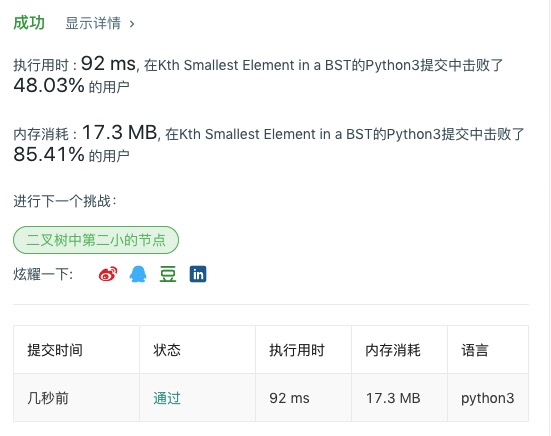 成功 显示详情 ›
执行用时 : 92 ms, 在Kth Smallest Element in a BST的Python3提交中击败了
48.03% 的用户
内存消耗 : 17.3 MB, 在Kth Smallest Element in a BST的Python3提交中击败了
85.41% 的用户
进行下一个挑战：
二叉树中第二小的节点
炫耀一下:
提交时间 状态 执行用时 内存消耗 语言
几秒前 通过 92 ms 17.3 MB python3